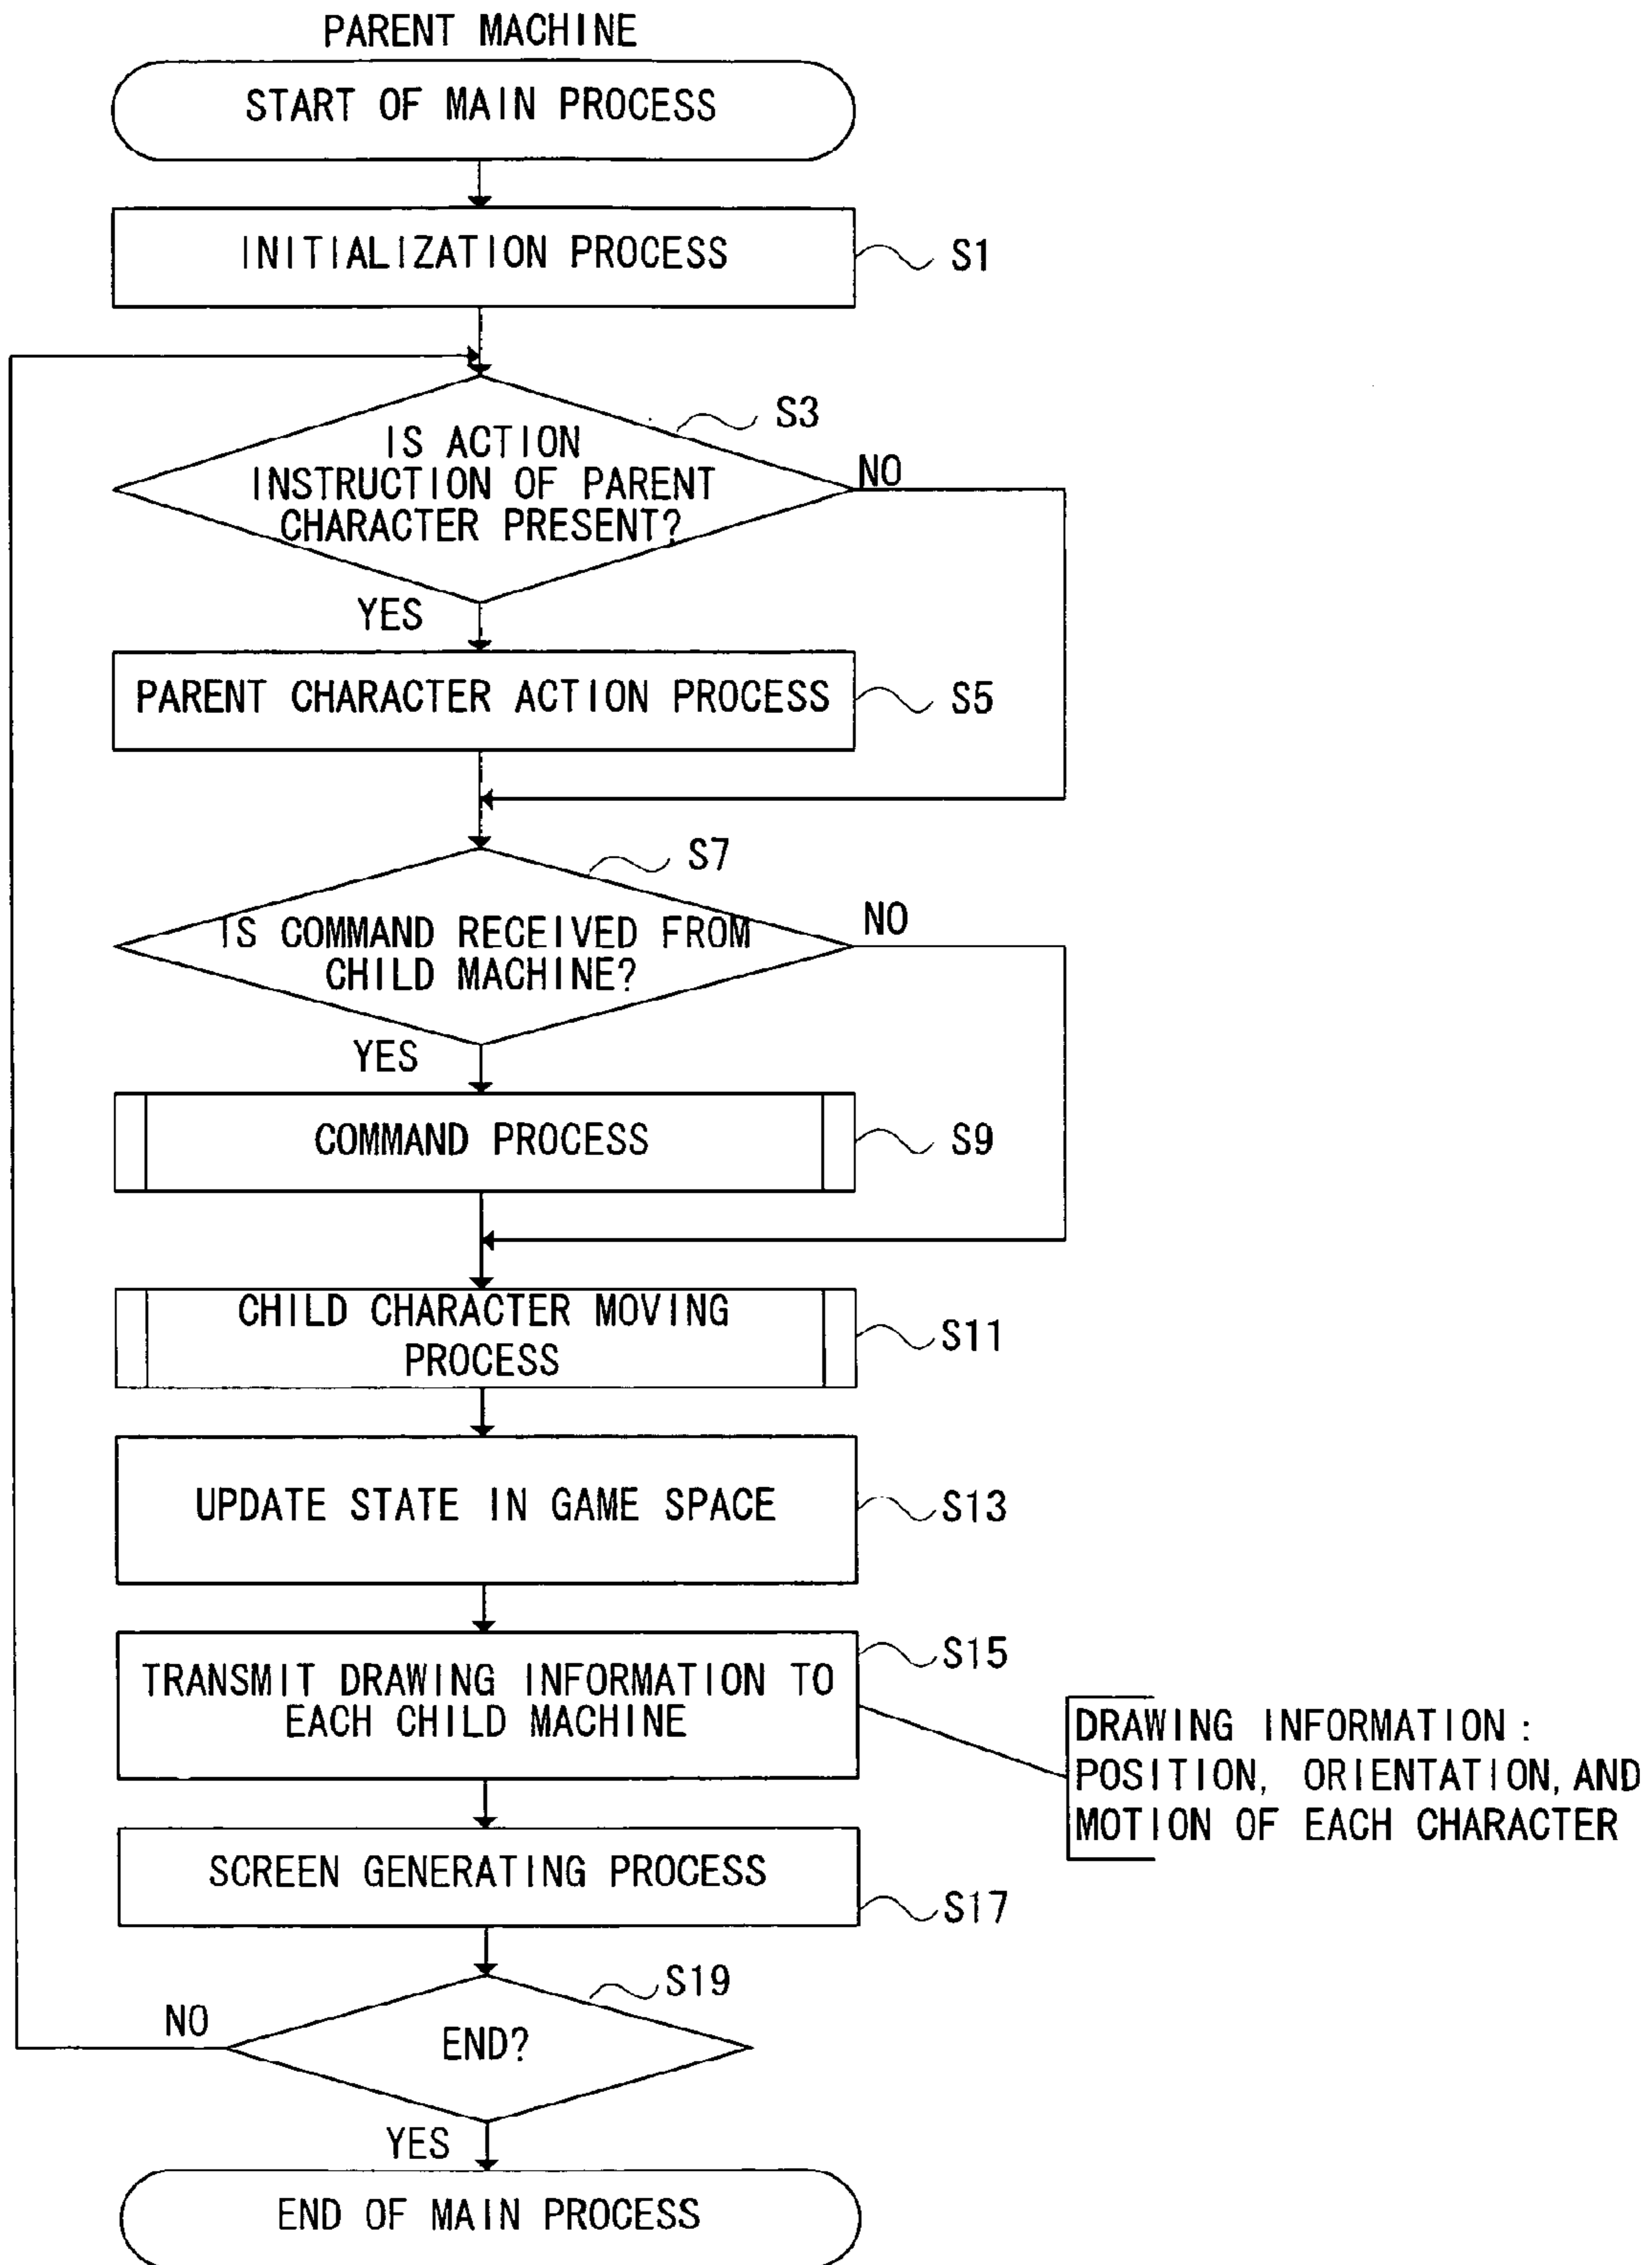 PARENT MACHINE
START OF MAIN PROCESS
INITIALIZATION PROCESS
S1
S3
IS ACTION
INSTRUCTION OF PARENT
CHARACTER PRESENT?
NO
YES
PARENT CHARACTER ACTION PROCESS
S5
S7
IS COMMAND RECEIVED FROM
CHILD MACHINE?
NO
YES
COMMAND PROCESS
S9
CHILD CHARACTER MOVING
PROCESS
S11
UPDATE STATE IN GAME SPACE
S13
TRANSMIT DRAWING INFORMATION TO
EACH CHILD MACHINE
S15
DRAWING INFORMATION:
POSITION, ORIENTATION, AND
MOTION OF EACH CHARACTER
SCREEN GENERATING PROCESS
S17
S19
END?
NO
YES
END OF MAIN PROCESS